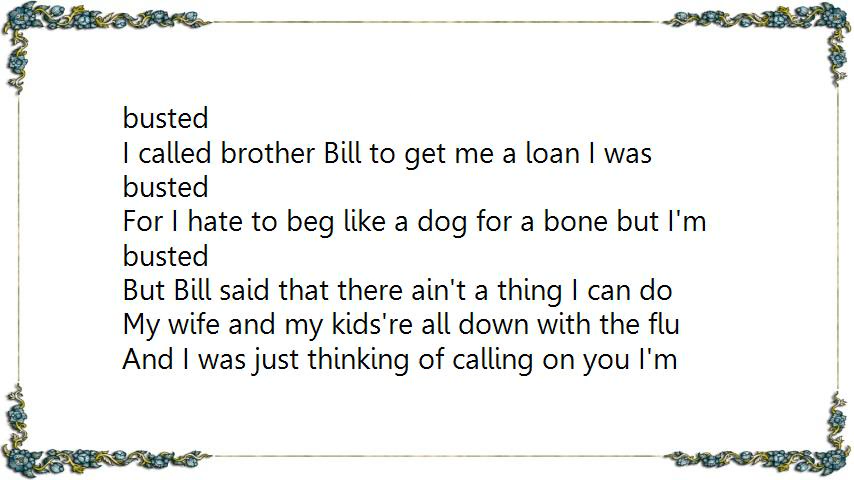 busted
I called brother Bill to get me a loan I was
busted
For I hate to beg like a dog for a bone but I'm
busted
But Bill said that there ain't a thing I can do
My wife and my kids're all down with the flu
And I was just thinking of calling on you I'm